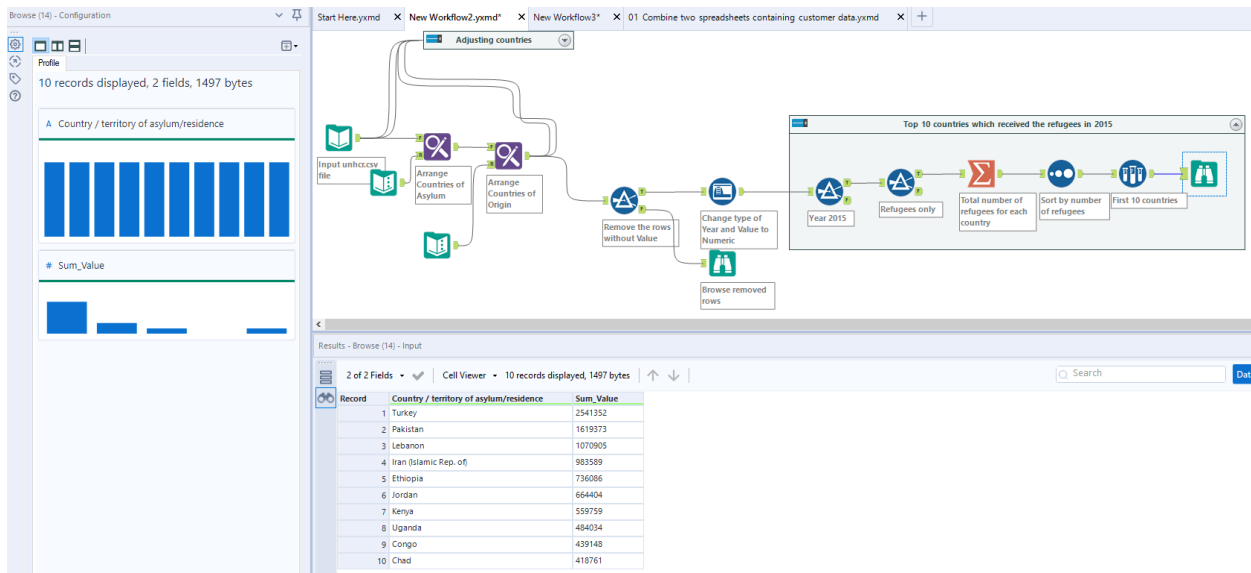 Browse (14) - Configuration
Start Here.yxmd
New Workflow2.yxmd*
New Workflow3*
01 Combine two spreadsheets containing customer data.yxmd
Profile
10 records displayed, 2 fields, 1497 bytes
A Country / territory of asylum/residence
# Sum_Value
Adjusting countries
Input unhcr.csv
file
Arrange
Countries of
Asylum
Arrange
Countries of
Origin
Remove the rows
without Value
Change type of
Year and Value to
Numeric
Browse removed
rows
Top 10 countries which received the refugees in 2015
Year 2015
Refugees only
Total number of
refugees for each
country
Sort by number
of refugees
First 10 countries
Results - Browse (14) - Input
2 of 2 Fields
Cell Viewer
10 records displayed, 1497 bytes
Search
Dat
Record Country / territory of asylum/residence Sum_Value
1 Turkey 2541352
2 Pakistan 1619373
3 Lebanon 1070905
4 Iran (Islamic Rep. of) 983589
5 Ethiopia 736086
6 Jordan 664404
7 Kenya 559759
8 Uganda 484034
9 Congo 439148
10 Chad 418761